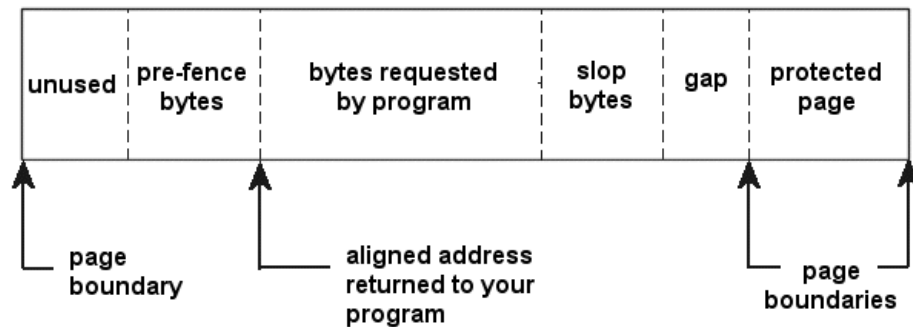 unused
pre-fence
bytes
bytes requested
by program
slop
bytes
gap
protected
page
page
boundary
aligned address
returned to your
program
page
boundaries